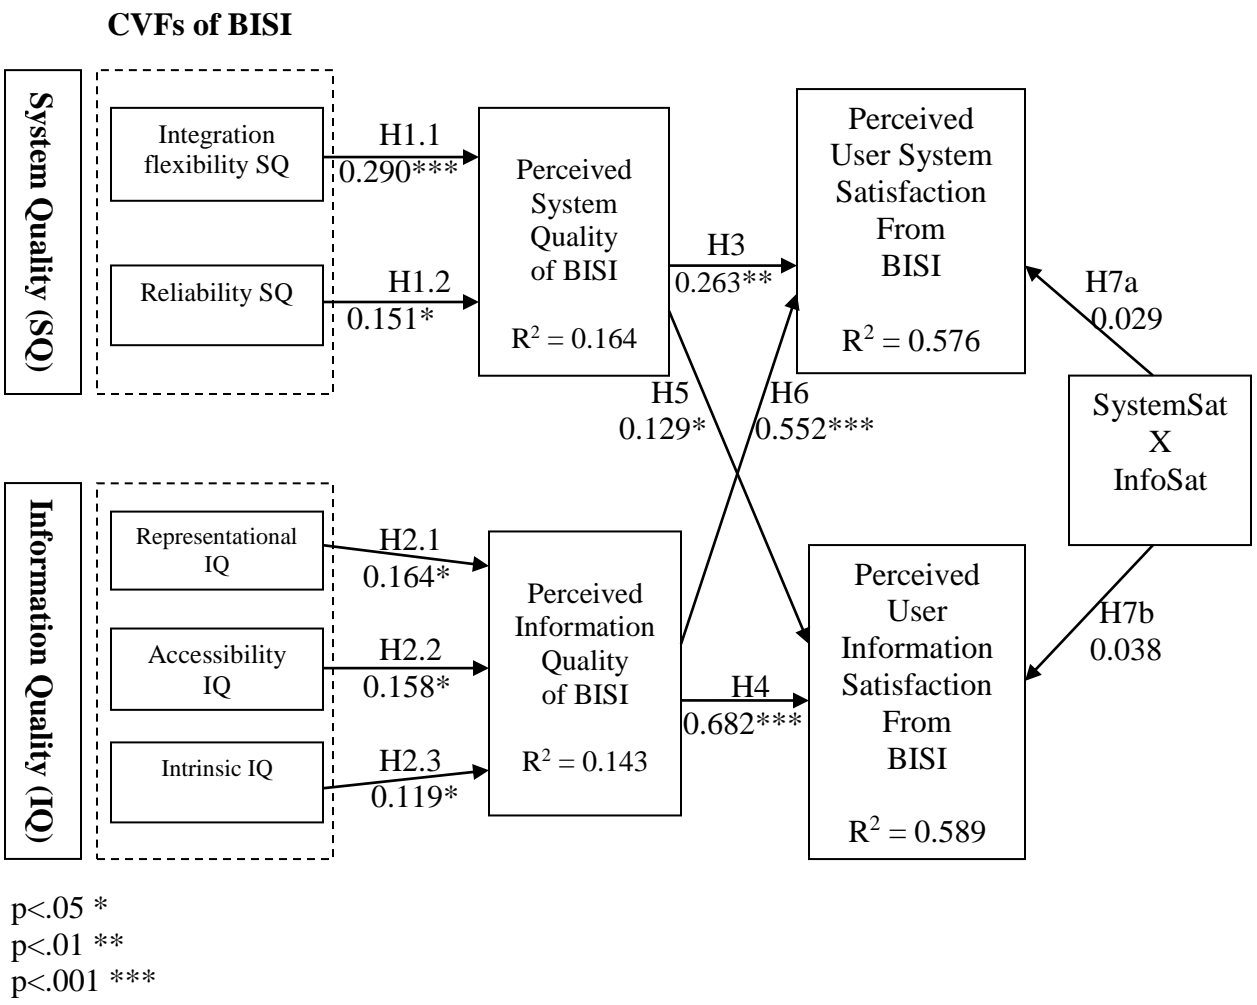 CVFs of BISI
System Quality (SQ)
Integration
flexibility SQ
Reliability SQ
H1.1
0.290***
H1.2
0.151*
Perceived
System
Quality
of BISI
R² = 0.164
H3
0.263**
H5
0.129*
H6
0.552***
Perceived
User System
Satisfaction
From
BISI
R² = 0.576
H7a
0.029
SystemSat
X
InfoSat
Information Quality (IQ)
Representational
IQ
Accessibility
IQ
Intrinsic IQ
H2.1
0.164*
H2.2
0.158*
H2.3
0.119*
Perceived
Information
Quality
of BISI
R² = 0.143
H4
0.682***
Perceived
User
Information
Satisfaction
From
BISI
R² = 0.589
H7b
0.038
p<.05 *
p<.01 **
p<.001 ***